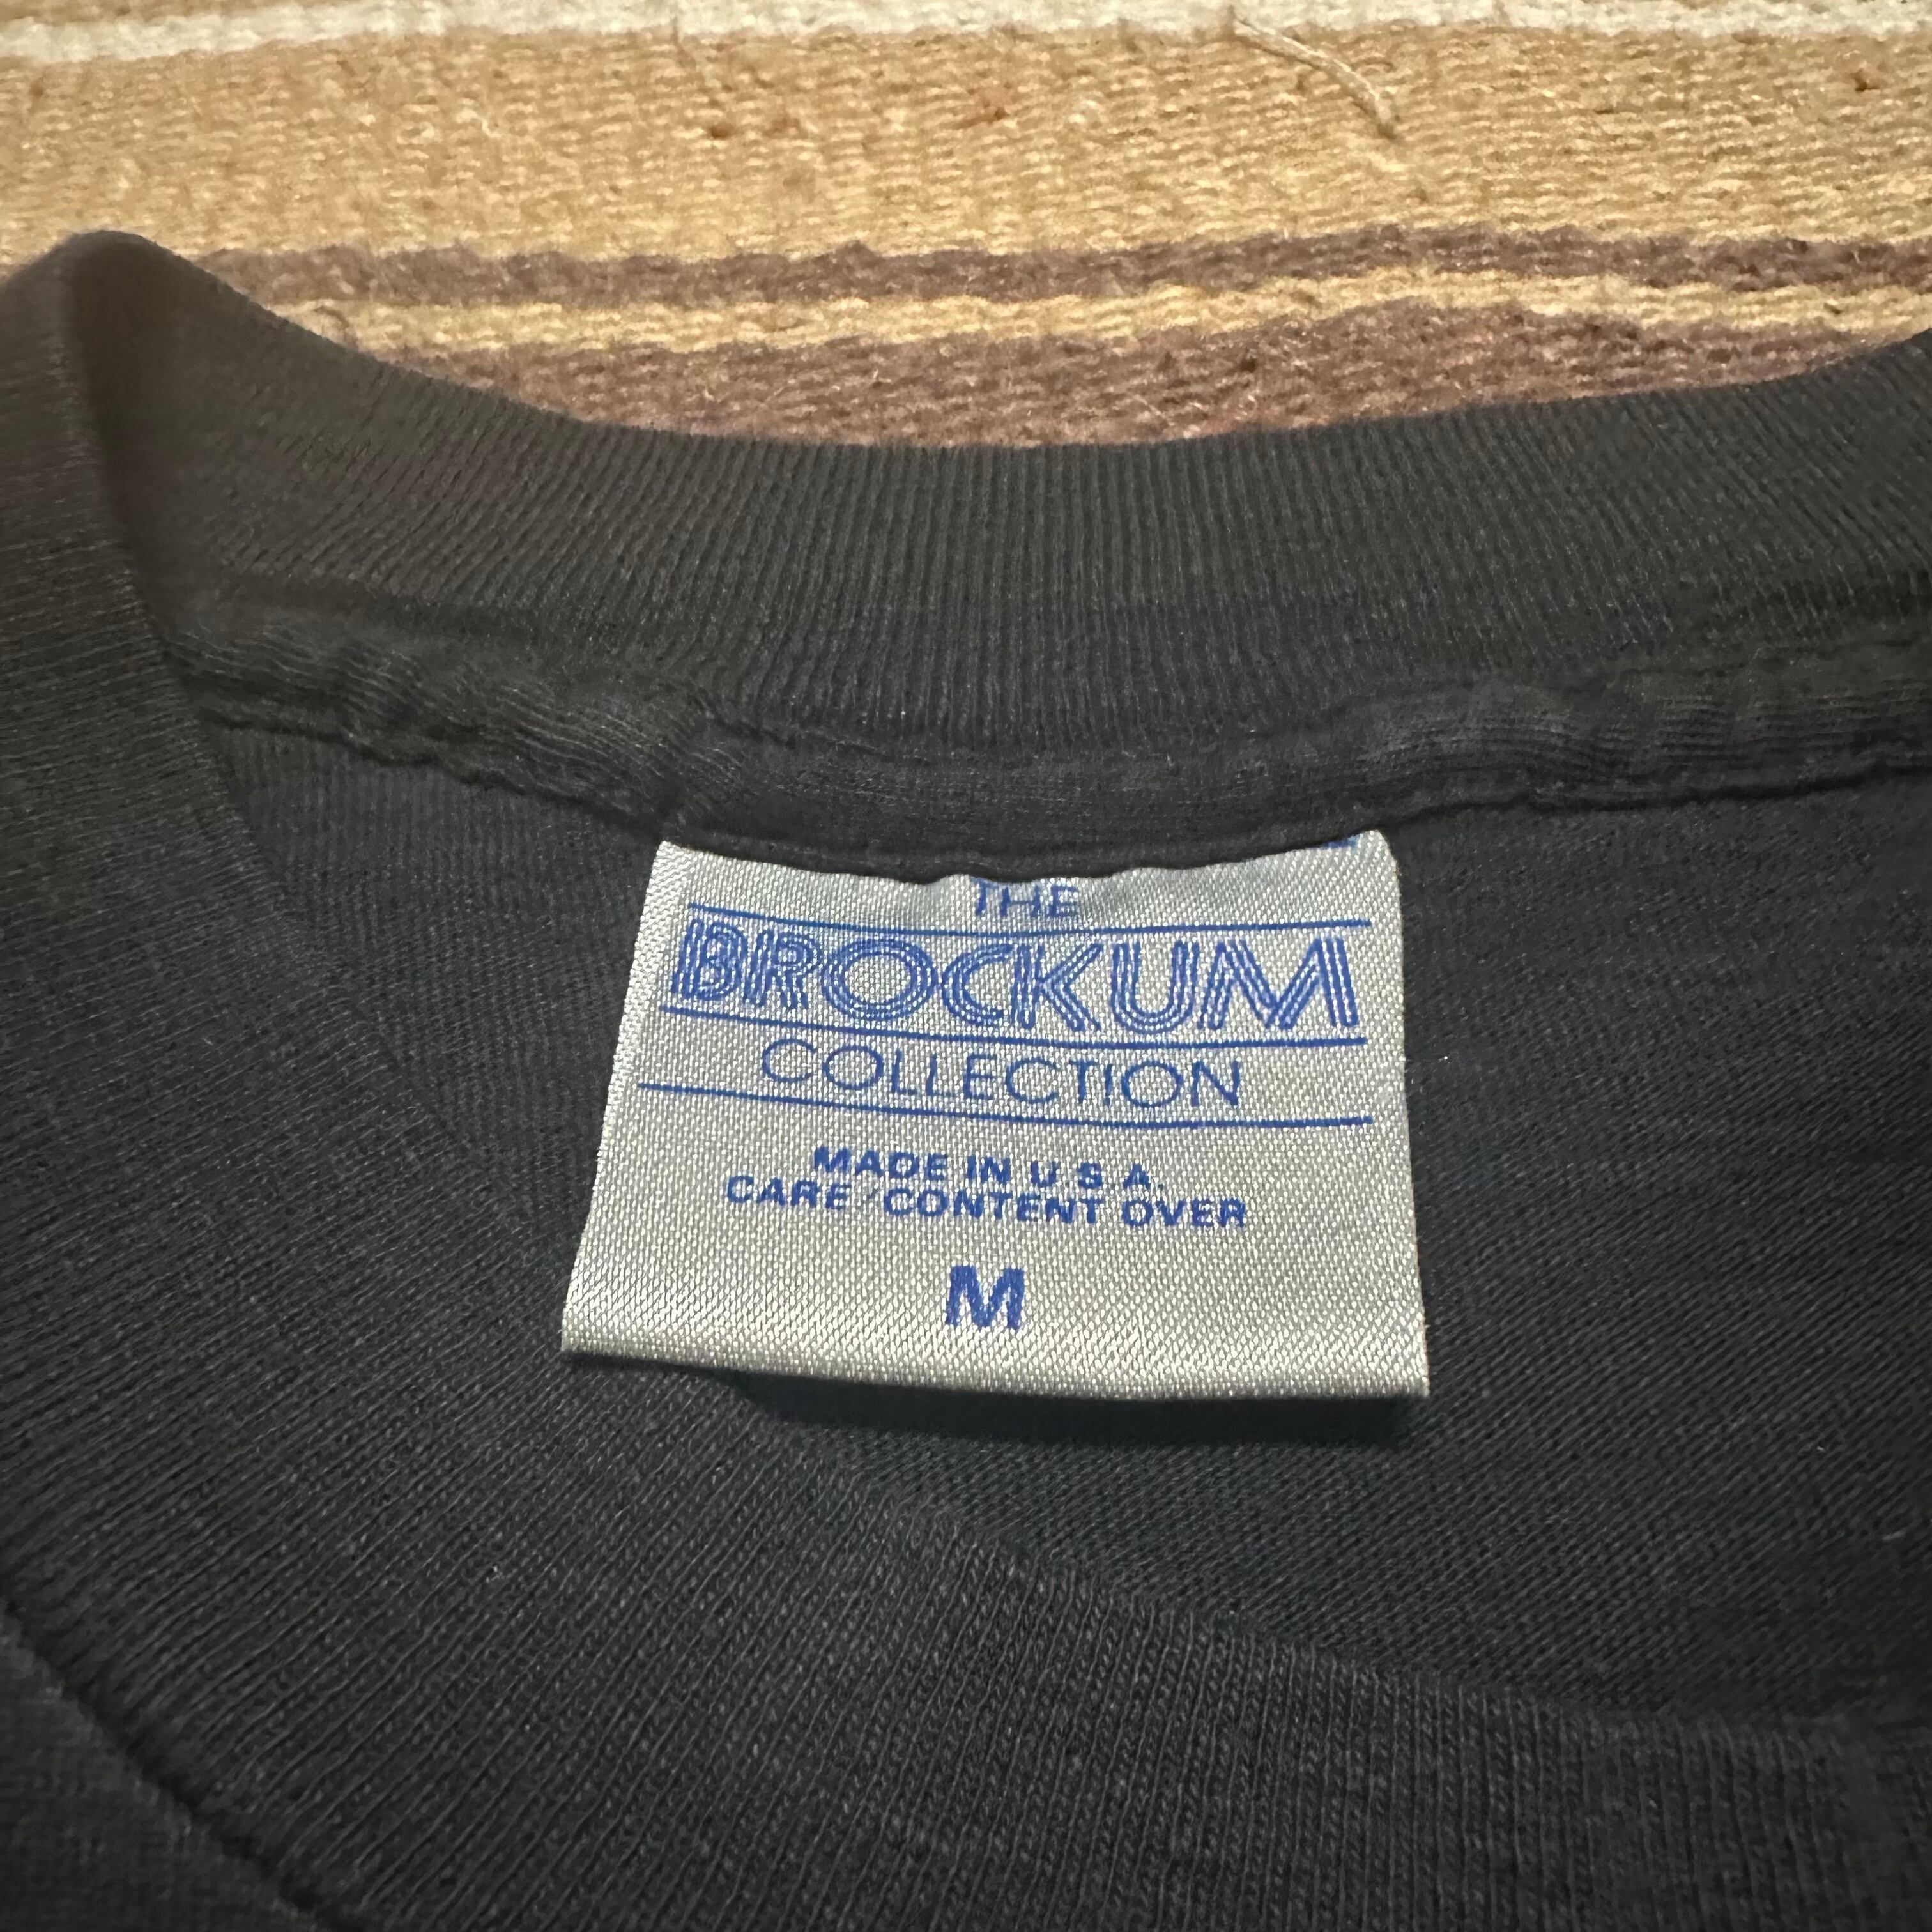 THE
BROCKUM
COLLECTION
MADE IN U.S.A.
CARE/CONTENT OVER
M